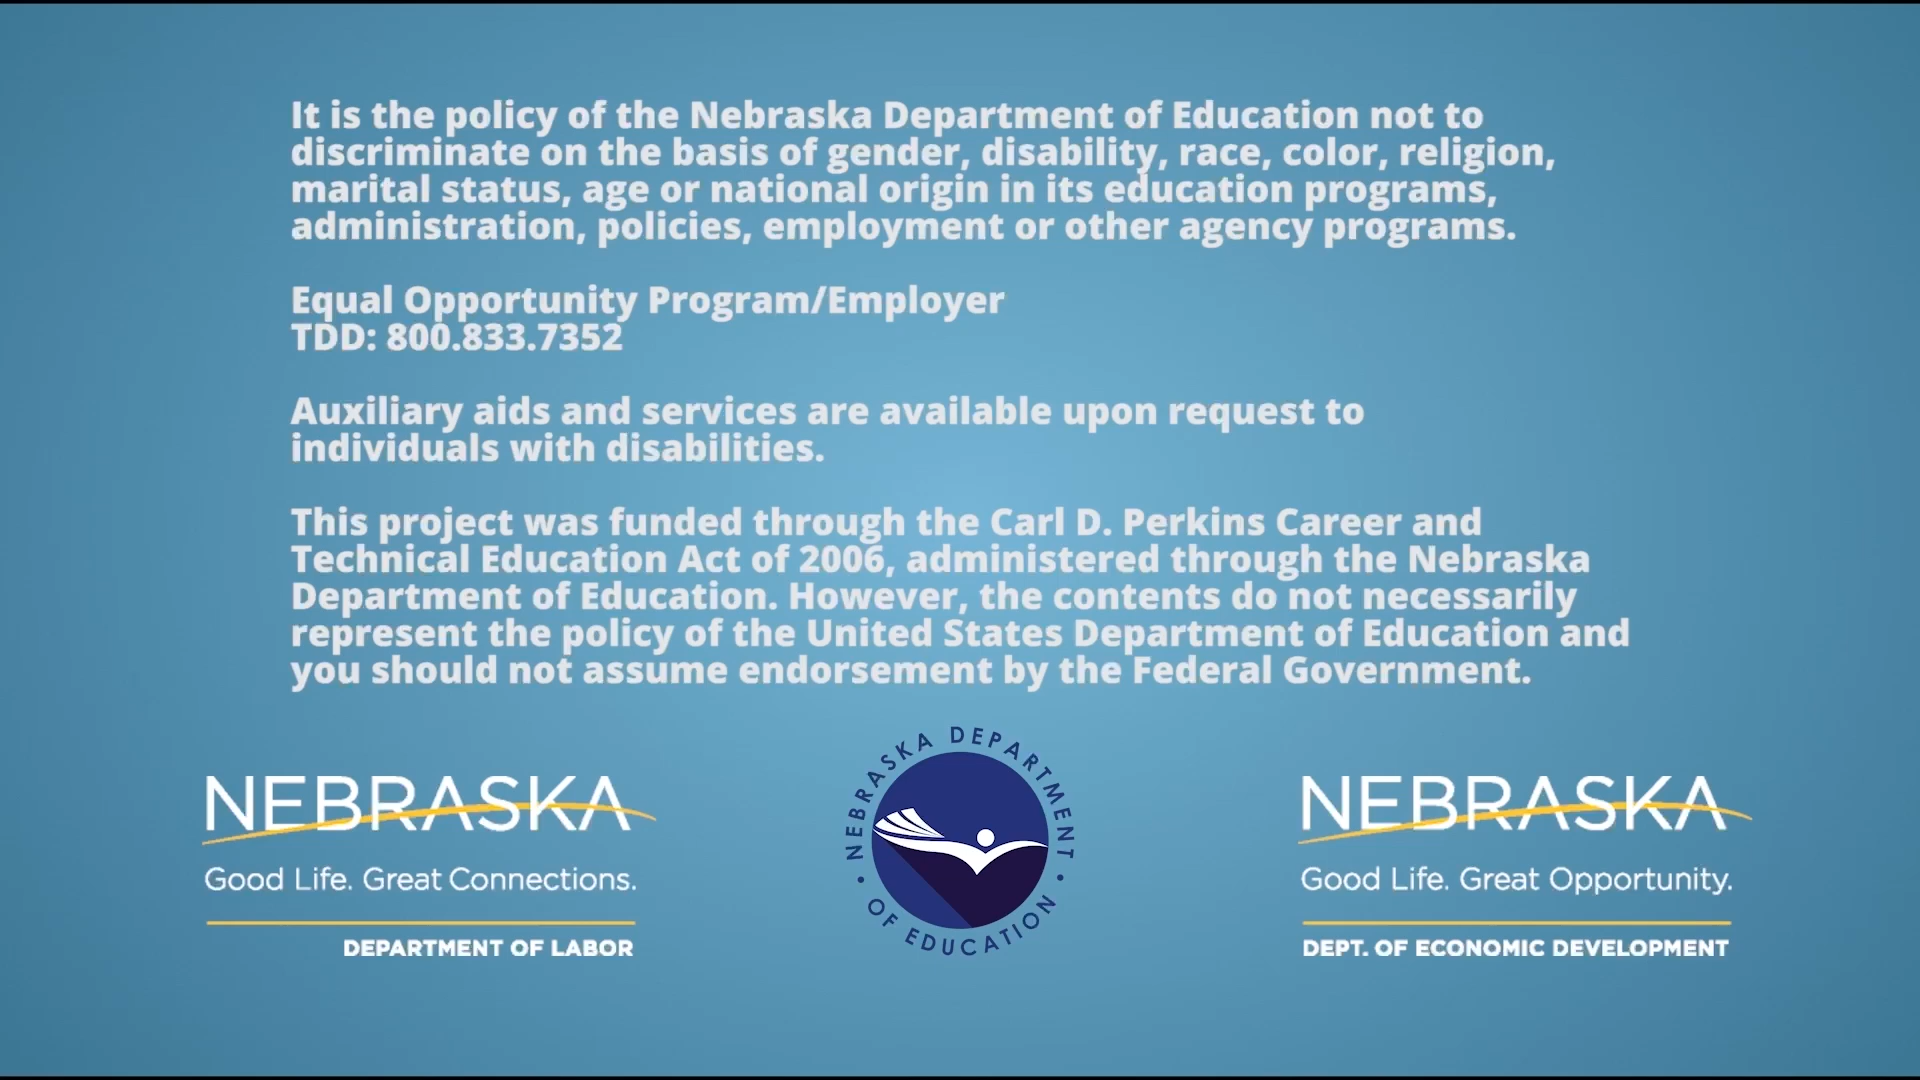 It is the policy of the Nebraska Department of Education not to
discriminate on the basis of gender, disability, race, color, religion,
marital status, age or national origin in its education programs,
administration, policies, employment or other agency programs.
Equal Opportunity Program/Employer
TDD: 800.833.7352
Auxiliary aids and services are available upon request to
individuals with disabilities.
This project was funded through the Carl D. Perkins Career and
Technical Education Act of 2006, administered through the Nebraska
Department of Education. However, the contents do not necessarily
represent the policy of the United States Department of Education and
you should not assume endorsement by the Federal Government.
NEBRASKA
Good Life. Great Connections.
DEPARTMENT OF LABOR
NEBRASKA DEPARTMENT
• OF EDUCATION •
NEBRASKA
Good Life. Great Opportunity.
DEPT. OF ECONOMIC DEVELOPMENT